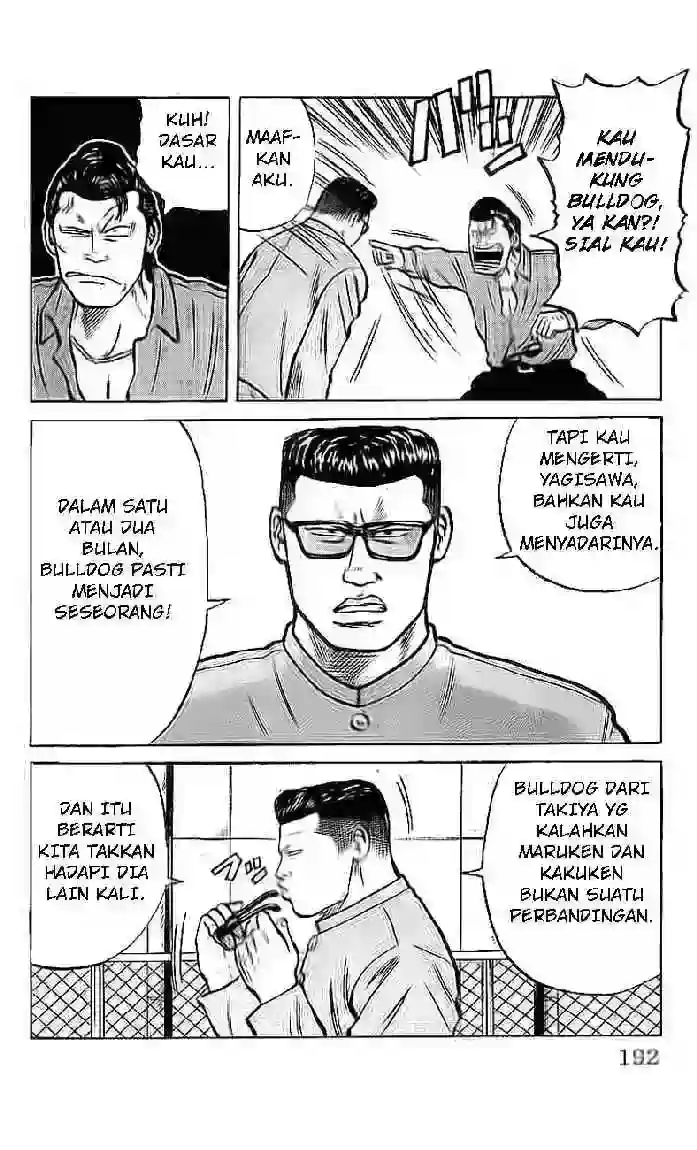 KAU
MENDU-
KUNG
BULLDOG,
YA KAN?!
SIAL KAU!
MAAF-
KAN
AKU.
KUH!
DASAR
KAU...
TAPI KAU
MENGERTI,
YAGISAWA,
BAHKAN KAU
JUGA
MENYADARINYA.
DALAM SATU
ATAU DUA
BULAN,
BULLDOG PASTI
MENJADI
SESEORANG!
BULLDOG DARI
TAKIYA YG
KALAHKAN
MARUKEN DAN
KAKUKEN
BUKAN SUATU
PERBANDINGAN.
DAN ITU
BERARTI
KITA TAKKAN
HADAPI DIA
LAIN KALI.
192